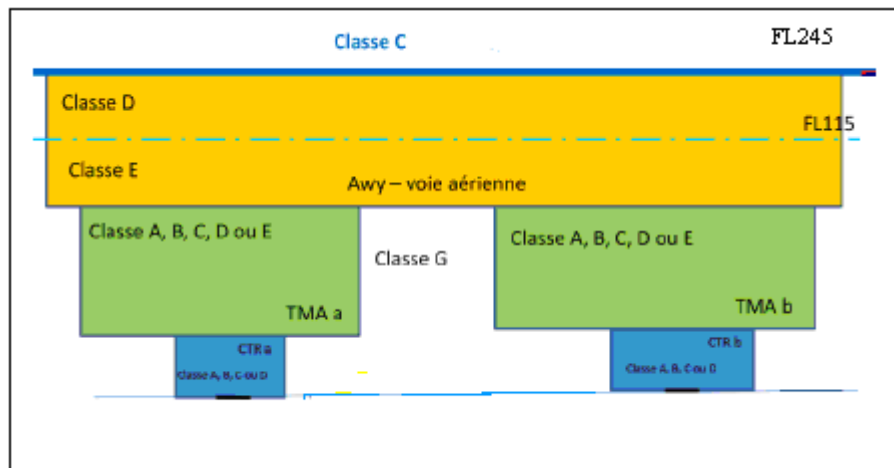 Classe C
FL245
Classe D
FL115
Classe E
Awy – voie aérienne
Classe A, B, C, D ou E
Classe A, B, C, D ou E
Classe G
TMA a
TMA b
CTR a
CTR b
Classe A, B, C ou D
Classe A, B, C ou D